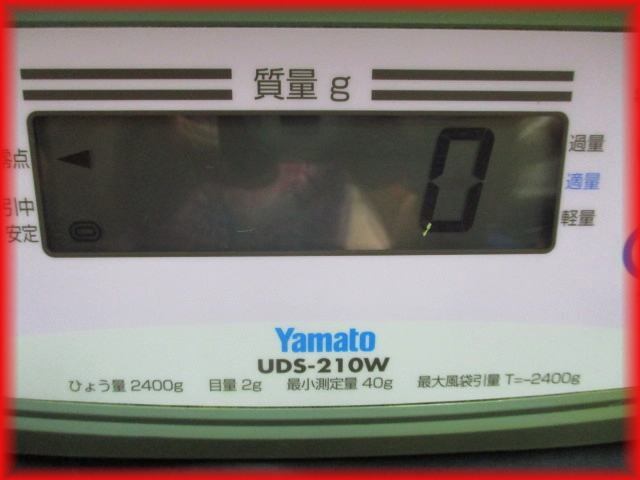 質量 g
点
過量
0
適量
引中
安定
0
軽量
Yamato
UDS-210W
ひょう量 2400g 目量 2g 最小測定量 40g 最大風袋引量 T=-2400g